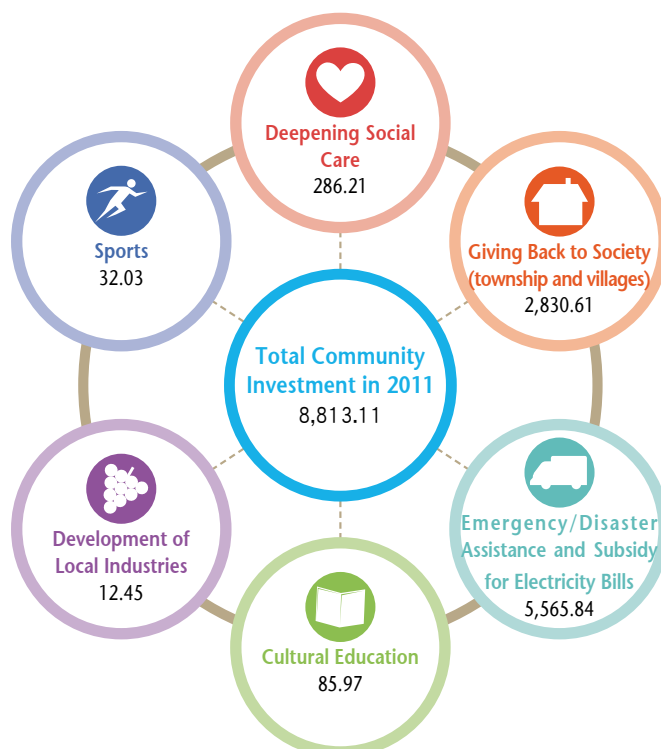 Deepening Social
Care
286.21
Sports
32.03
Giving Back to Society
(township and villages)
2,830.61
Total Community
Investment in 2011
8,813.11
Development of
Local Industries
12.45
Emergency/Disaster
Assistance and Subsidy
for Electricity Bills
5,565.84
Cultural Education
85.97